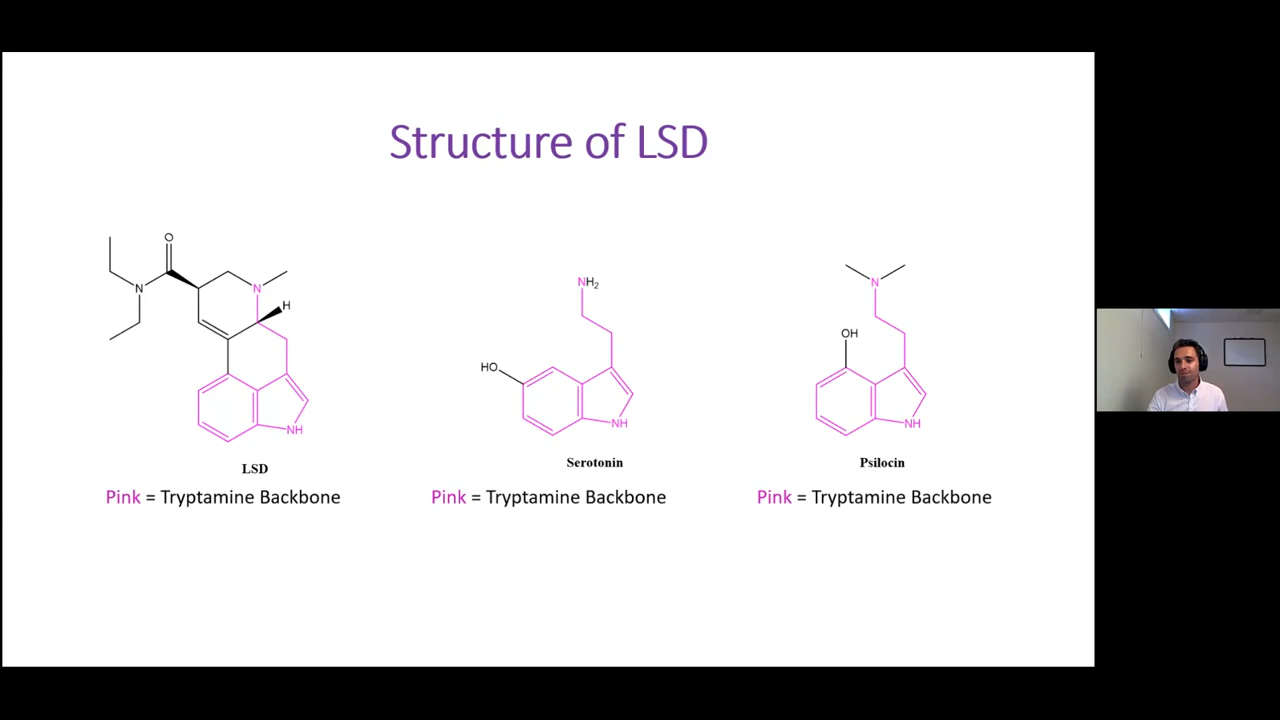 Structure of LSD
O
N
N
H
NH
LSD
Pink = Tryptamine Backbone
NH₂
HO
NH
Serotonin
Pink = Tryptamine Backbone
N
OH
NH
Psilocin
Pink = Tryptamine Backbone